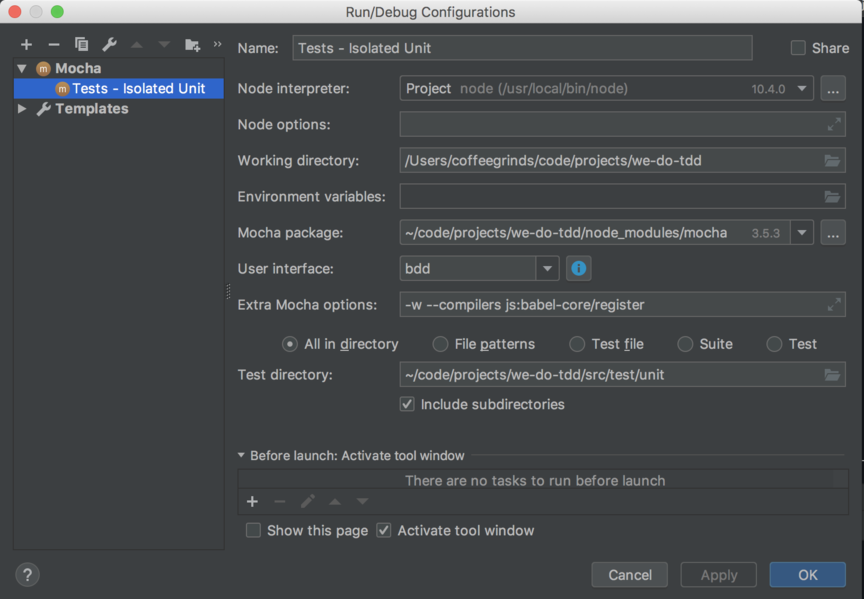 Run/Debug Configurations
Name: Tests - Isolated Unit Share
Mocha
Tests - Isolated Unit
Templates
Node interpreter: Project node (/usr/local/bin/node) 10.4.0 ...
Node options:
Working directory: /Users/coffeegrinds/code/projects/we-do-tdd
Environment variables:
Mocha package: ~/code/projects/we-do-tdd/node_modules/mocha 3.5.3 ...
User interface: bdd
Extra Mocha options: -w --compilers js:babel-core/register
All in directory File patterns Test file Suite Test
Test directory: ~/code/projects/we-do-tdd/src/test/unit
Include subdirectories
Before launch: Activate tool window
There are no tasks to run before launch
Show this page Activate tool window
? Cancel Apply OK